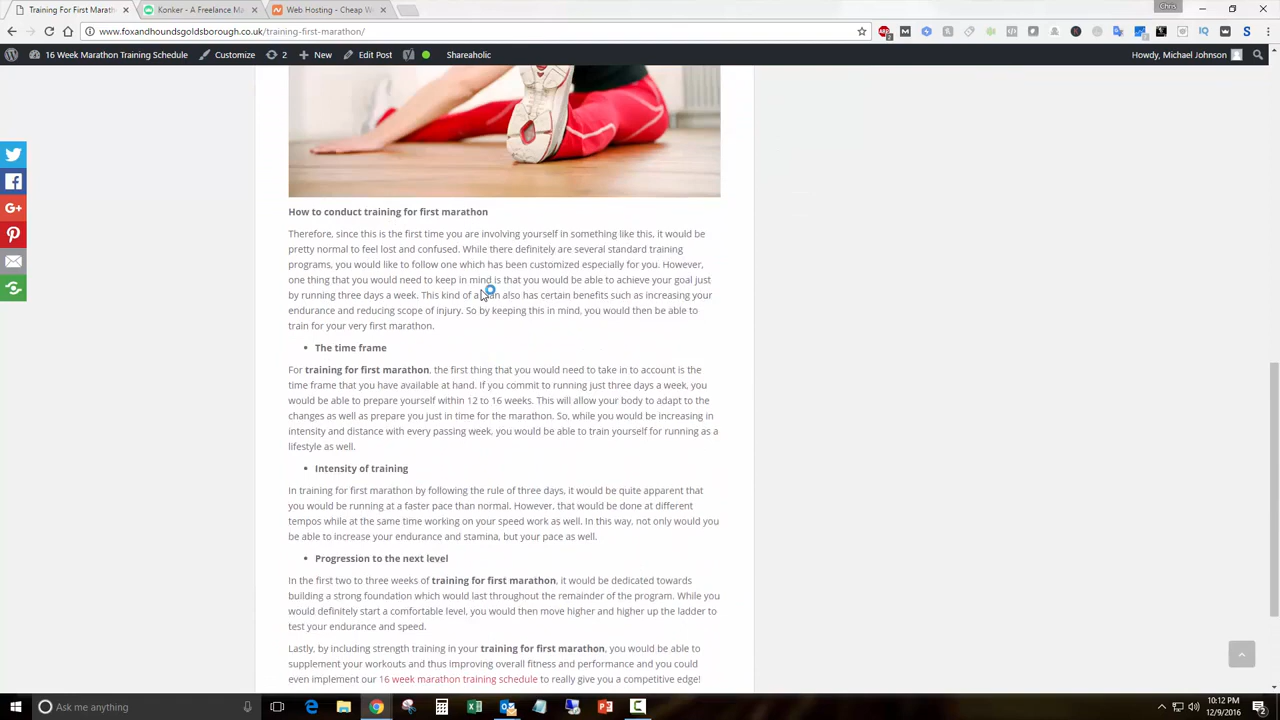 Chris
Training For First Marath
Konker - A Freelance Ma
Web Hosting - Cheap W
www.foxandhoundsgoldsborough.co.uk/training-first-marathon/
16 Week Marathon Training Schedule
Customize
2
New
Edit Post
Shareaholic
Howdy, Michael Johnson
How to conduct training for first marathon
Therefore, since this is the first time you are involving yourself in something like this, it would be
pretty normal to feel lost and confused. While there definitely are several standard training
programs, you would like to follow one which has been customized especially for you. However,
one thing that you would need to keep in mind is that you would be able to achieve your goal just
by running three days a week. This kind of a plan also has certain benefits such as increasing your
endurance and reducing scope of injury. So by keeping this in mind, you would then be able to
train for your very first marathon.
• The time frame
For training for first marathon, the first thing that you would need to take in to account is the
time frame that you have available at hand. If you commit to running just three days a week, you
would be able to prepare yourself within 12 to 16 weeks. This will allow your body to adapt to the
changes as well as prepare you just in time for the marathon. So, while you would be increasing in
intensity and distance with every passing week, you would be able to train yourself for running as a
lifestyle as well.
• Intensity of training
In training for first marathon by following the rule of three days, it would be quite apparent that
you would be running at a faster pace than normal. However, that would be done at different
tempos while at the same time working on your speed work as well. In this way, not only would you
be able to increase your endurance and stamina, but your pace as well.
• Progression to the next level
In the first two to three weeks of training for first marathon, it would be dedicated towards
building a strong foundation which would last throughout the remainder of the program. While you
would definitely start a comfortable level, you would then move higher and higher up the ladder to
test your endurance and speed.
Lastly, by including strength training in your training for first marathon, you would be able to
supplement your workouts and thus improving overall fitness and performance and you could
even implement our 16 week marathon training schedule to really give you a competitive edge!
Ask me anything
10:12 PM
12/9/2016